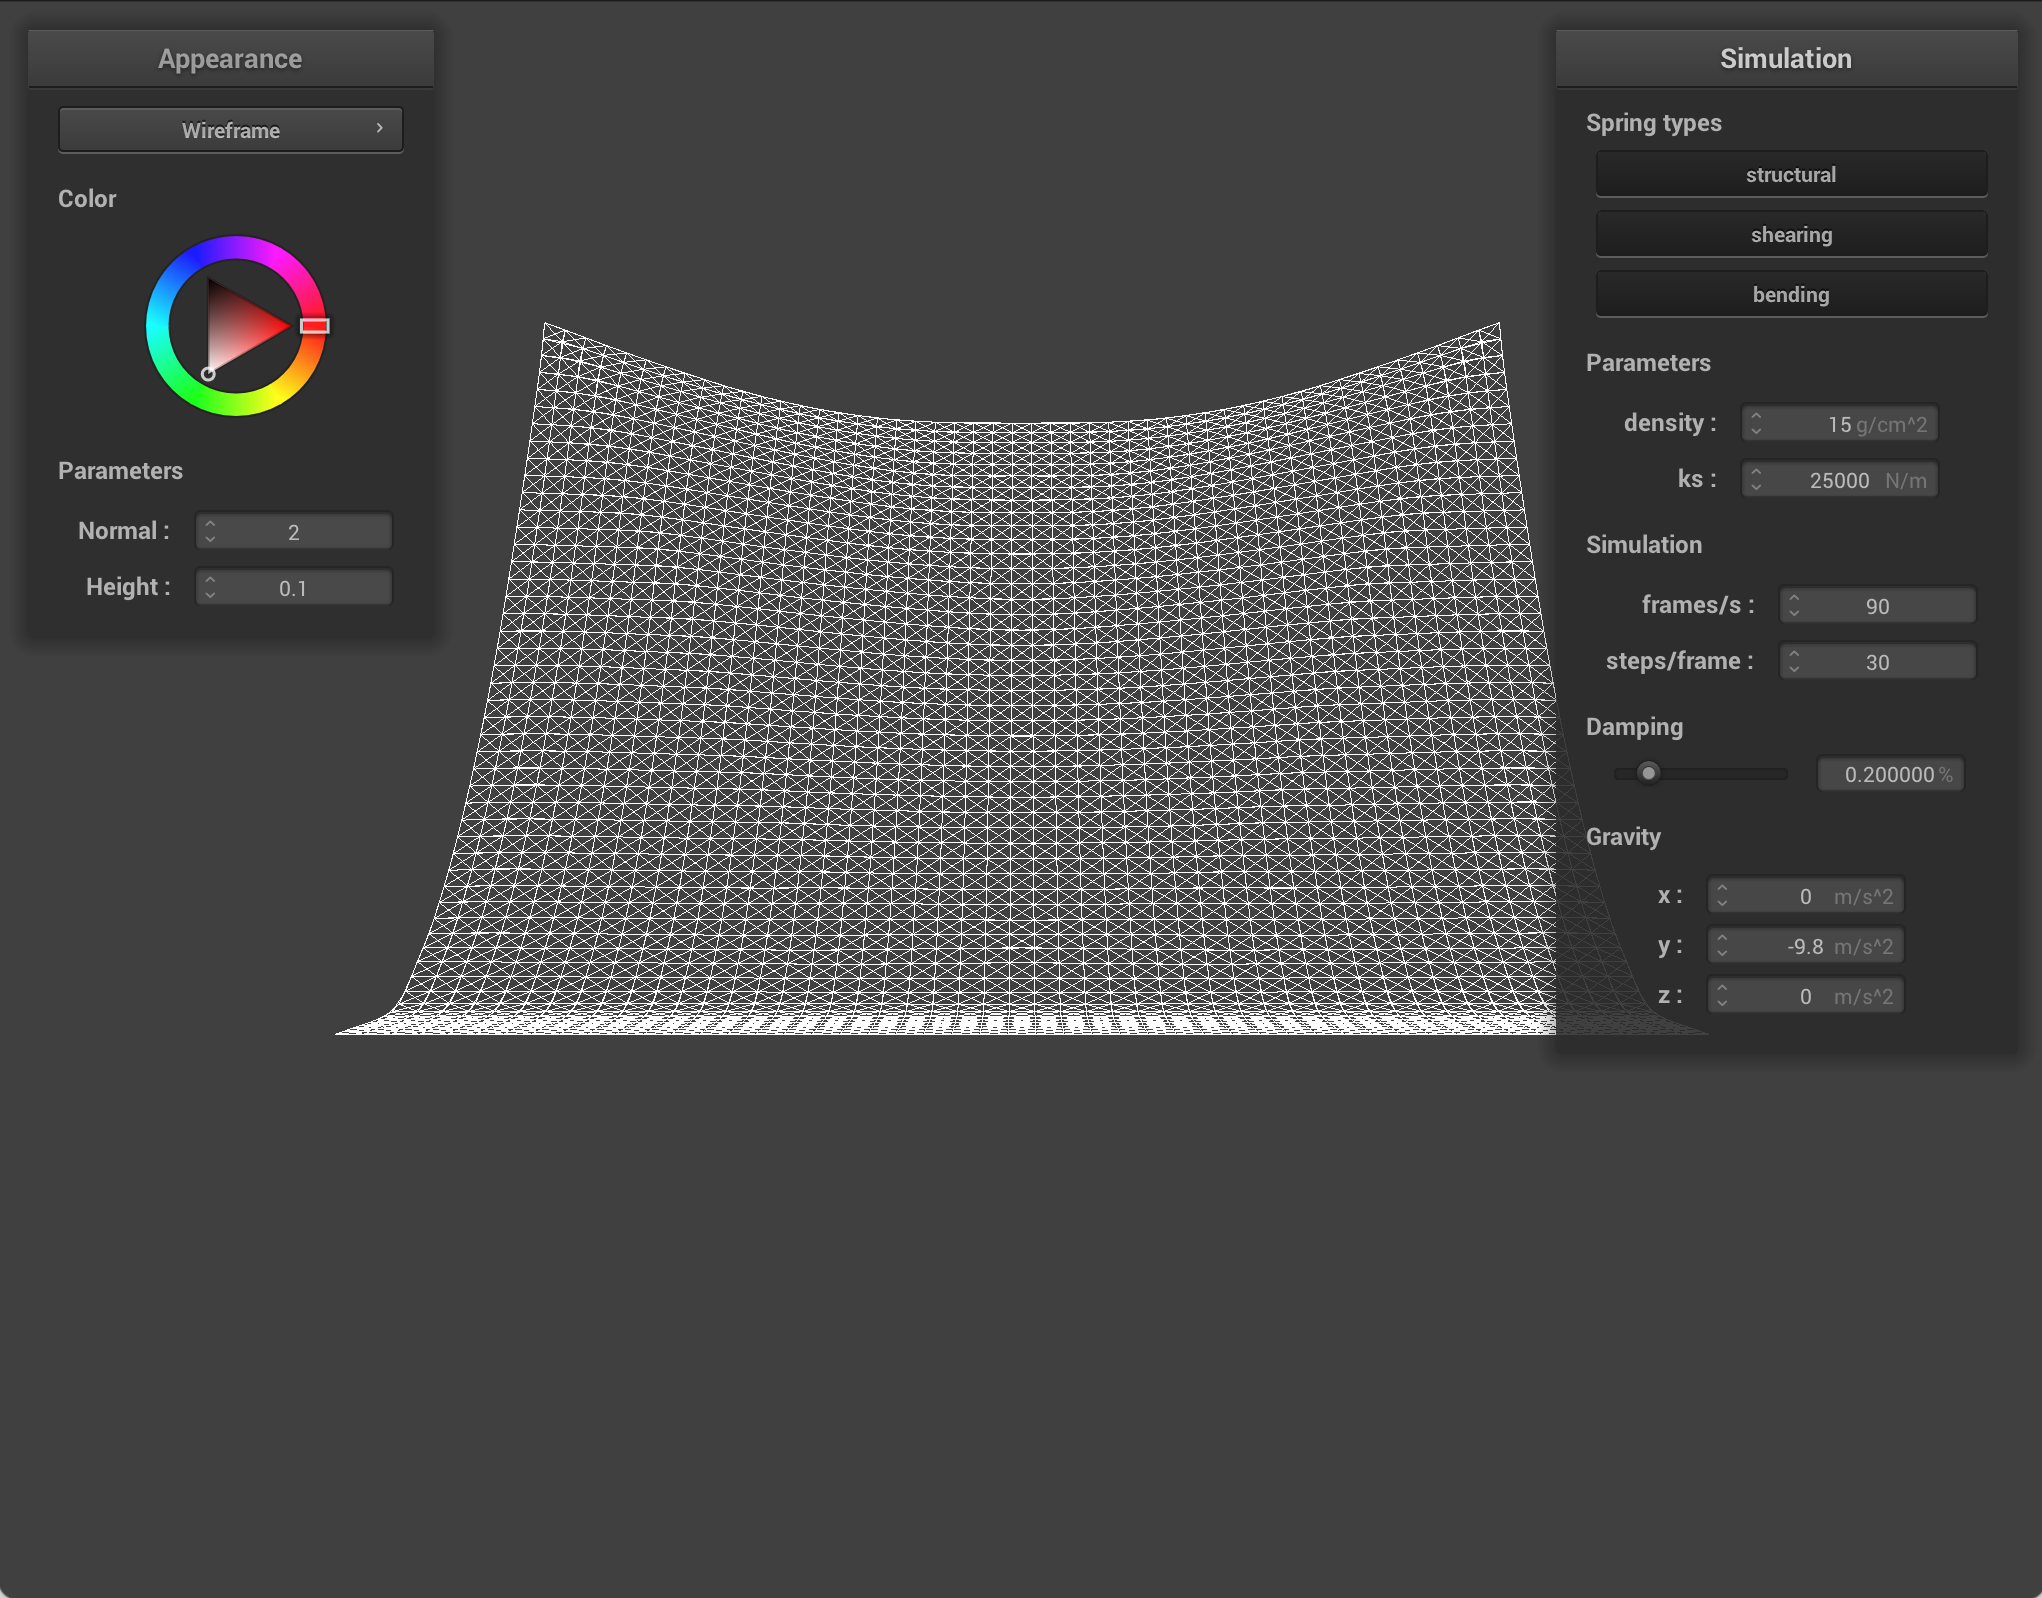 Appearance
Wireframe
Color
Parameters
Normal : 2
Height : 0.1
Simulation
Spring types
structural
shearing
bending
Parameters
density : 15 g/cm^2
ks : 25000 N/m
Simulation
frames/s : 90
steps/frame : 30
Damping
0.200000 %
Gravity
x : 0 m/s^2
y : -9.8 m/s^2
z : 0 m/s^2